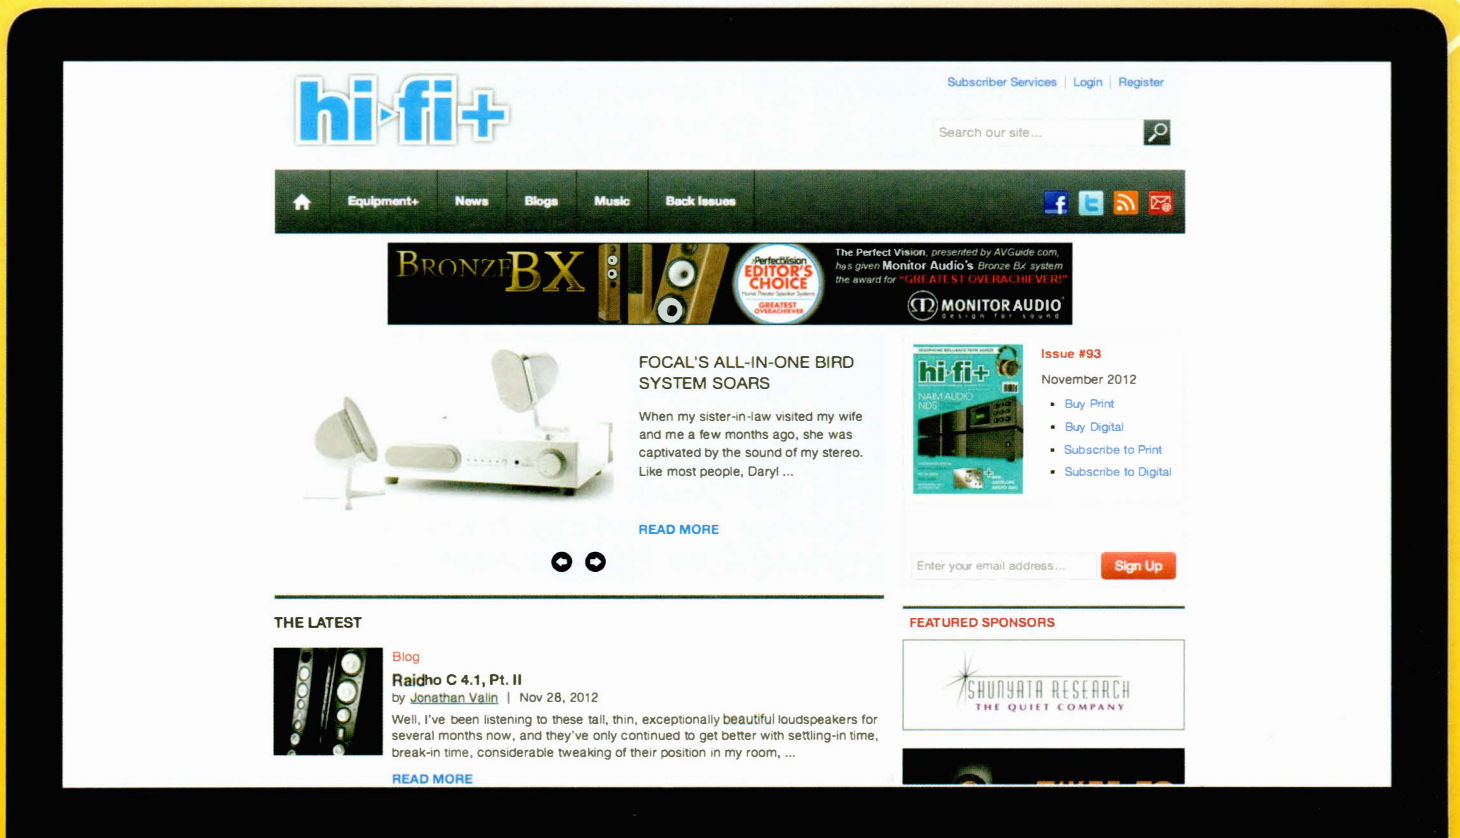 hi-fi+
Subscriber Services | Login | Register
Search our site...
Equipment+ News Blogs Music Back Issues
BRONZE BX
the PerfectVision
EDITOR'S
CHOICE
Home Theater Speaker Systems
GREATEST
OVERACHIEVER
The Perfect Vision, presented by AVGuide.com,
has given Monitor Audio's Bronze BX system
the award for "GREATEST OVERACHIEVER!"
MONITOR AUDIO
design for sound
FOCAL'S ALL-IN-ONE BIRD
SYSTEM SOARS
When my sister-in-law visited my wife
and me a few months ago, she was
captivated by the sound of my stereo.
Like most people, Daryl ...
READ MORE
hi-fi+
NAIM AUDIO
NDS
Issue #93
November 2012
• Buy Print
• Buy Digital
• Subscribe to Print
• Subscribe to Digital
Enter your email address...
Sign Up
THE LATEST
Blog
Raidho C 4.1, Pt. II
by Jonathan Valin | Nov 28, 2012
Well, I've been listening to these tall, thin, exceptionally beautiful loudspeakers for
several months now, and they've only continued to get better with settling-in time,
break-in time, considerable tweaking of their position in my room, ...
READ MORE
FEATURED SPONSORS
SHUNYATA RESEARCH
THE QUIET COMPANY